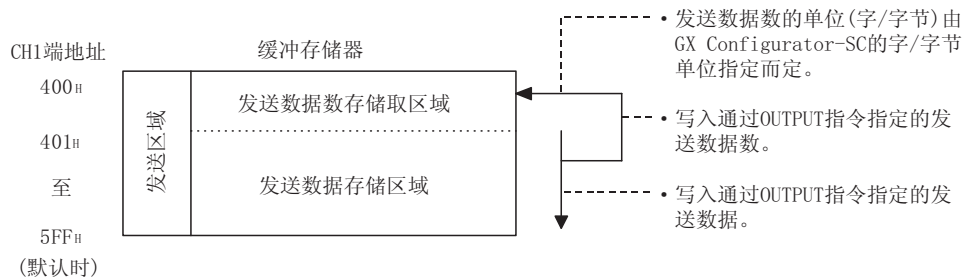 CH1端地址
缓冲存储器
400H
发送区域
发送数据数存储取区域
401H
至
发送数据存储区域
5FFH
(默认时)
• 发送数据数的单位(字/字节)由
GX Configurator-SC的字/字节
单位指定而定。
• 写入通过OUTPUT指令指定的发
送数据数。
• 写入通过OUTPUT指令指定的发
送数据。